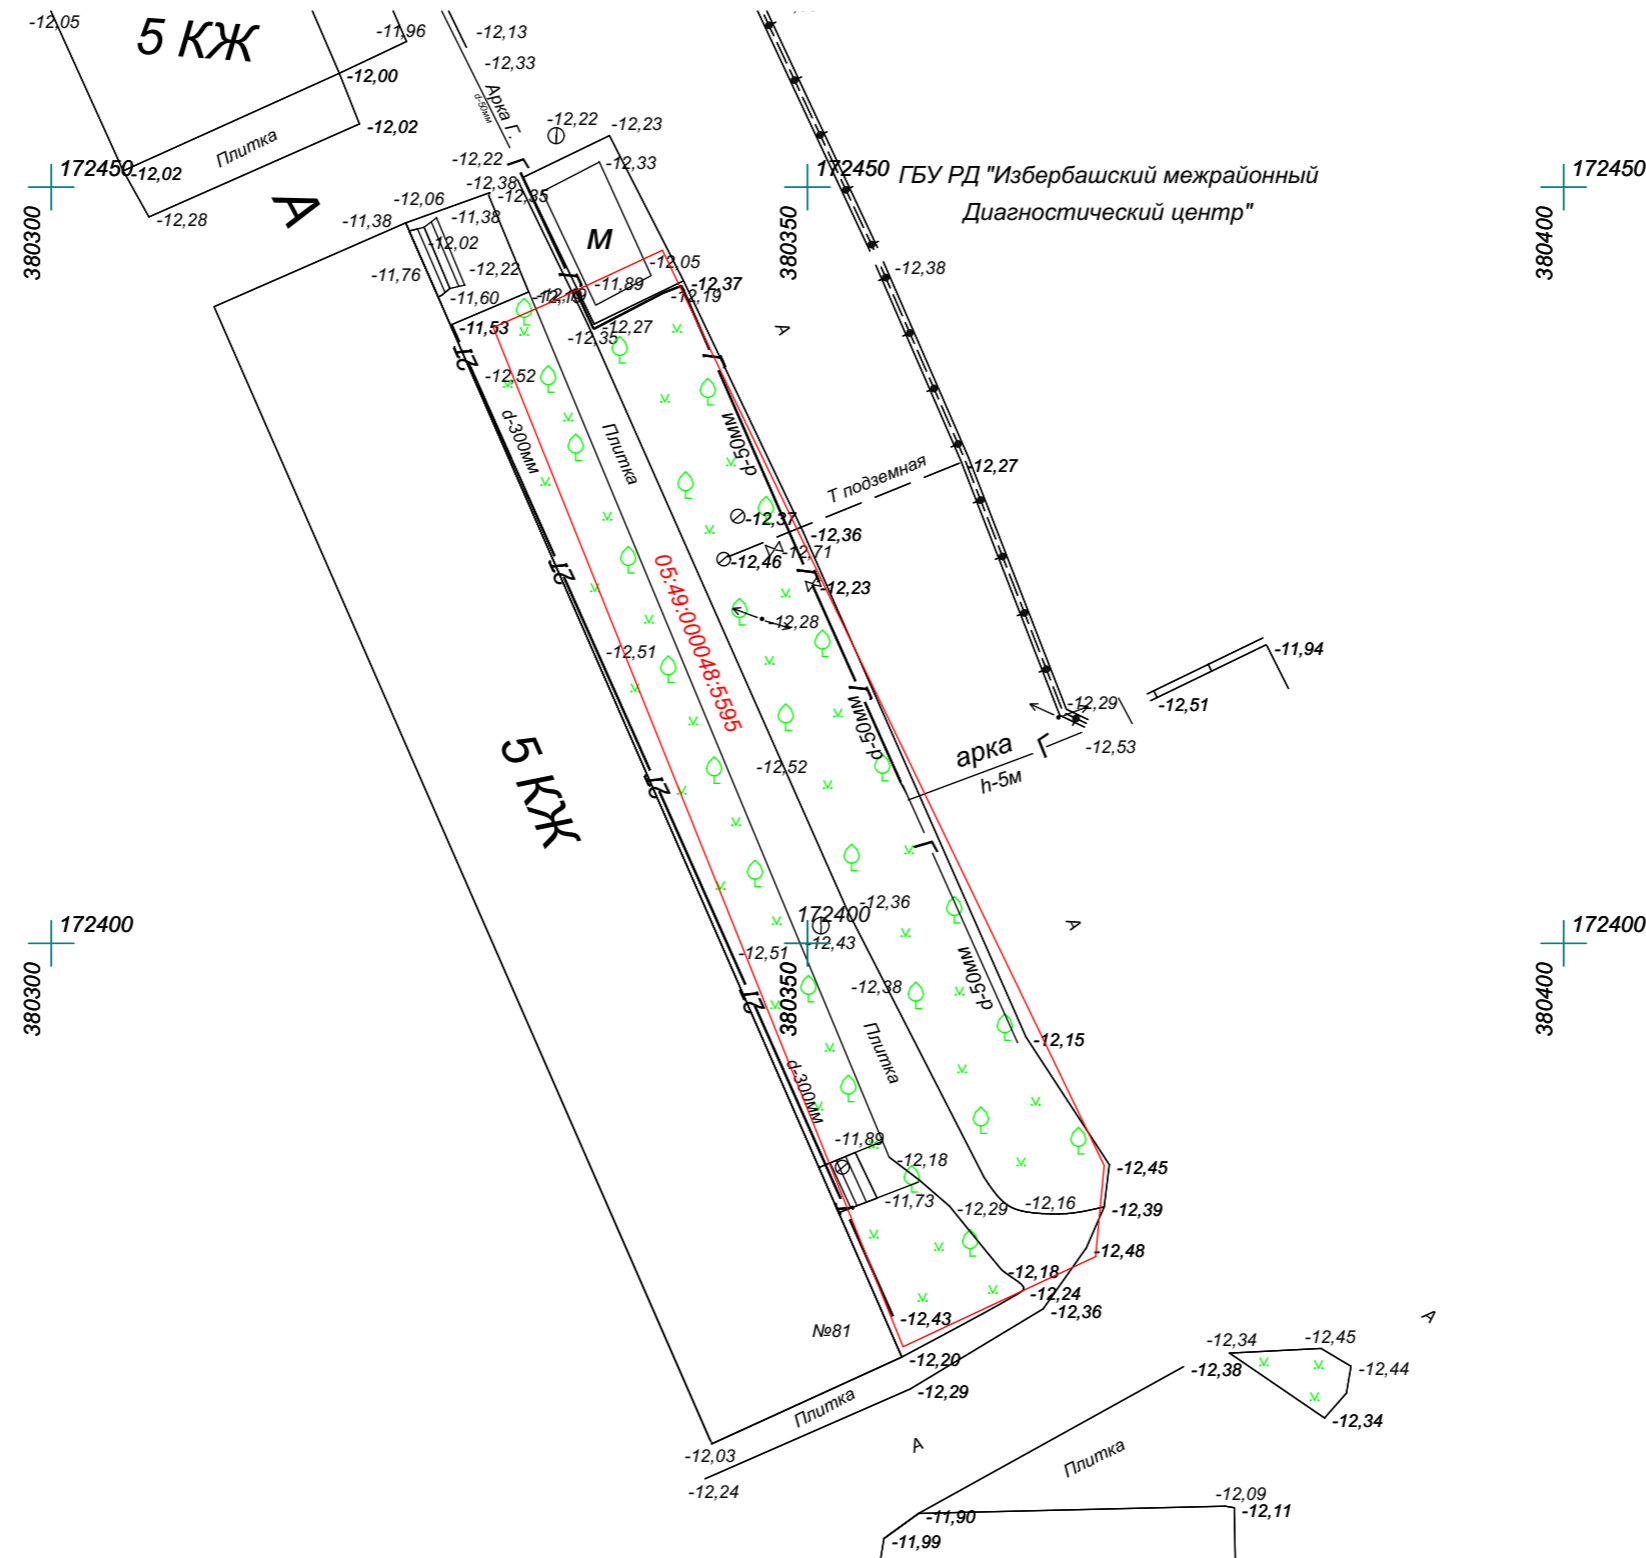 -12,05
5 КЖ
-11,96
-12,13
-12,33
-12,00
Арка Г.
d-50мм
-12,02
Плитка
-12,22
-12,23
-12,22
-12,33
172450
-12,02
172450
ГБУ РД "Избербашский межрайонный
Диагностический центр"
172450
-12,38
-12,35
-12,06
-12,28
А
-11,38
-11,38
380300
380350
380400
М
-12,02
-12,05
-11,76
-12,22
-12,38
-11,89
-12,37
-11,60
-12,19
-12,19
-11,53
-12,27
-12,35
А
Г
Г
2Г
Г
-12,52
d-300мм
Плитка
d-50мм
Т подземная
-12,27
-12,37
-12,36
-12,71
-12,46
2Г
Г
-12,23
05:49:000048:5595
-12,28
-12,51
-11,94
Г
d-50мм
-12,29
-12,51
5 КЖ
арка
Г
-12,53
h-5м
-12,52
2Г
Г
-12,36
172400
172400
172400
А
-12,43
-12,51
380300
380350
380400
-12,38
d-50мм
2Г
Плитка
-12,15
d-300мм
-11,89
-12,18
-12,45
-11,73
-12,29
-12,16
-12,39
-12,48
-12,18
-12,24
-12,43
-12,36
№81
А
-12,34
-12,45
-12,20
-12,38
-12,44
-12,29
Плитка
-12,34
А
-12,03
Плитка
-12,24
-12,09
-11,90
-12,11
-11,99